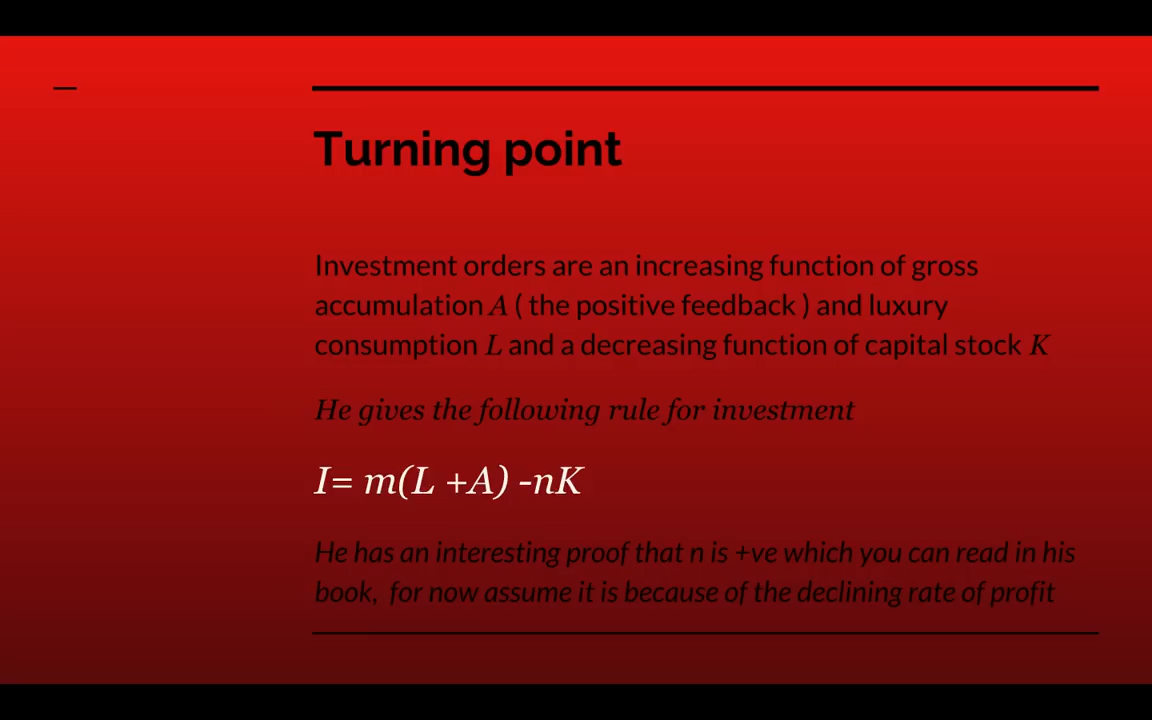 Turning point
Investment orders are an increasing function of gross
accumulation A ( the positive feedback ) and luxury
consumption L and a decreasing function of capital stock K
He gives the following rule for investment
I= m(L +A) -nK
He has an interesting proof that n is +ve which you can read in his
book,  for now assume it is because of the declining rate of profit